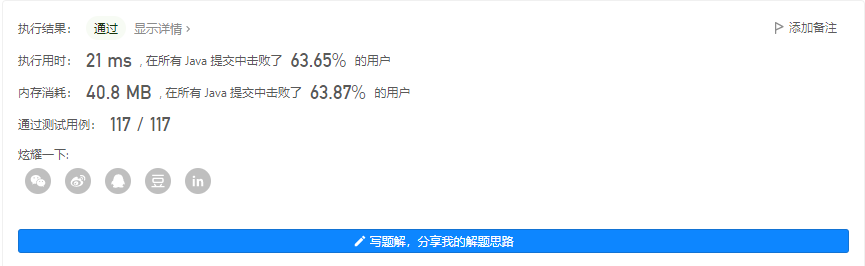 执行结果： 通过 显示详情 › 添加备注
执行用时： 21 ms , 在所有 Java 提交中击败了 63.65% 的用户
内存消耗： 40.8 MB , 在所有 Java 提交中击败了 63.87% 的用户
通过测试用例： 117 / 117
炫耀一下:
豆 in
写题解，分享我的解题思路